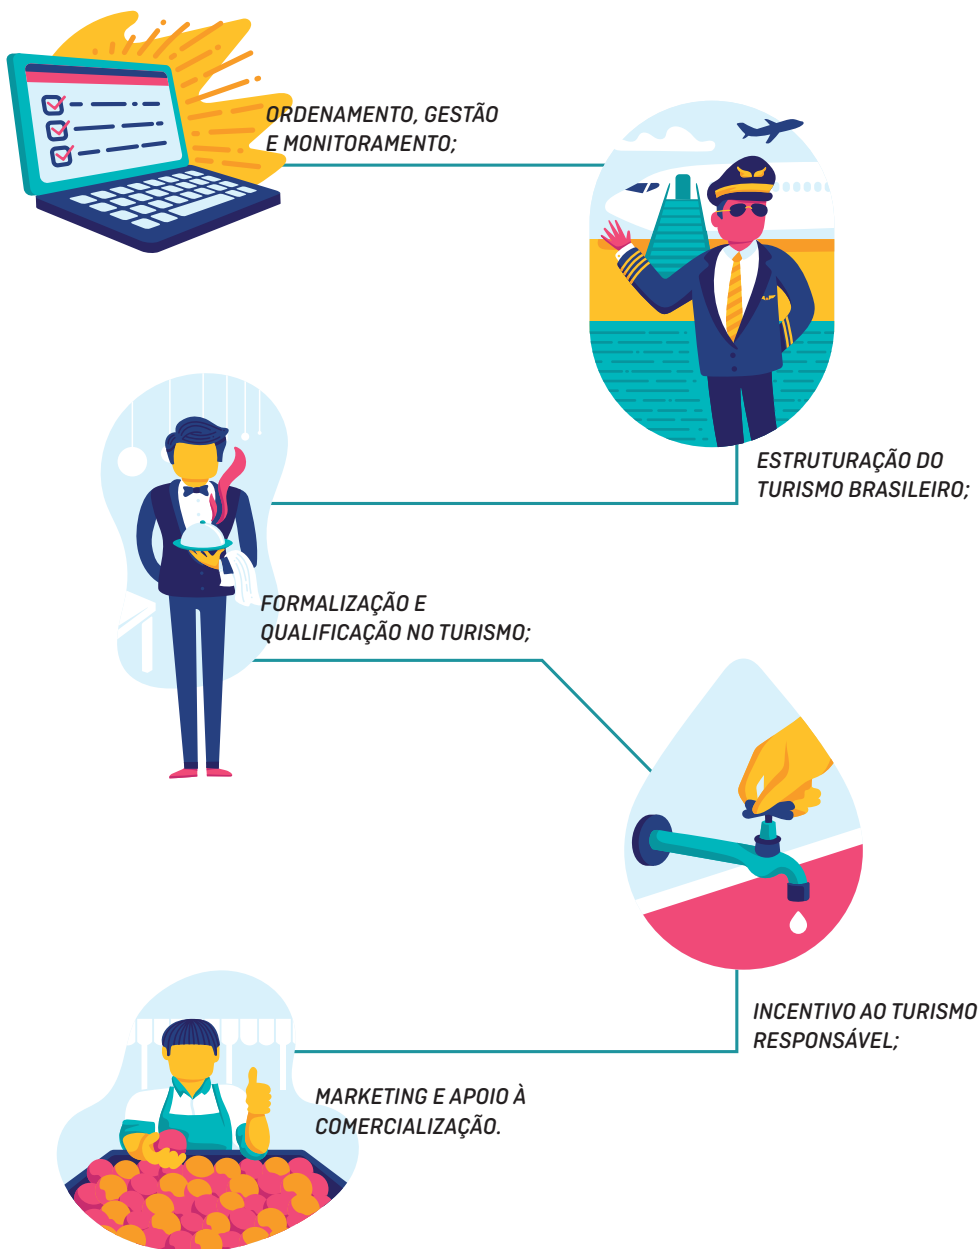 ORDENAMENTO, GESTÃO
E MONITORAMENTO;
ESTRUTURAÇÃO DO
TURISMO BRASILEIRO;
FORMALIZAÇÃO E
QUALIFICAÇÃO NO TURISMO;
INCENTIVO AO TURISMO
RESPONSÁVEL;
MARKETING E APOIO À
COMERCIALIZAÇÃO.